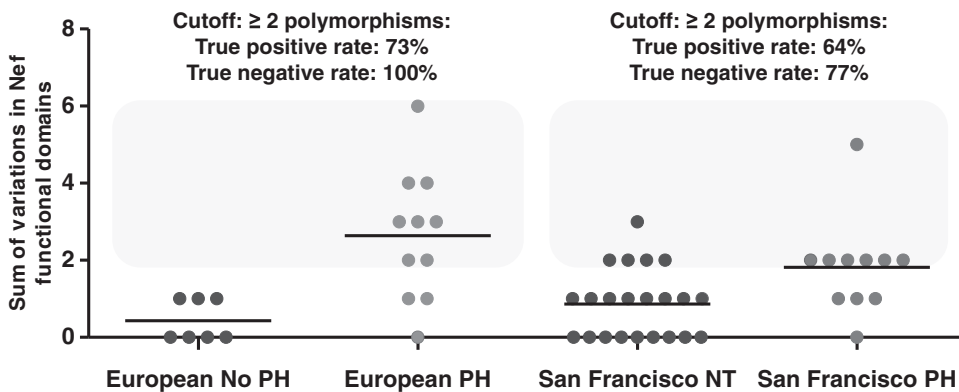 Cutoff: ≥ 2 polymorphisms:
True positive rate: 73%
True negative rate: 100%
Cutoff: ≥ 2 polymorphisms:
True positive rate: 64%
True negative rate: 77%
Sum of variations in Nef
functional domains
8
6
4
2
0
European No PH
European PH
San Francisco NT
San Francisco PH